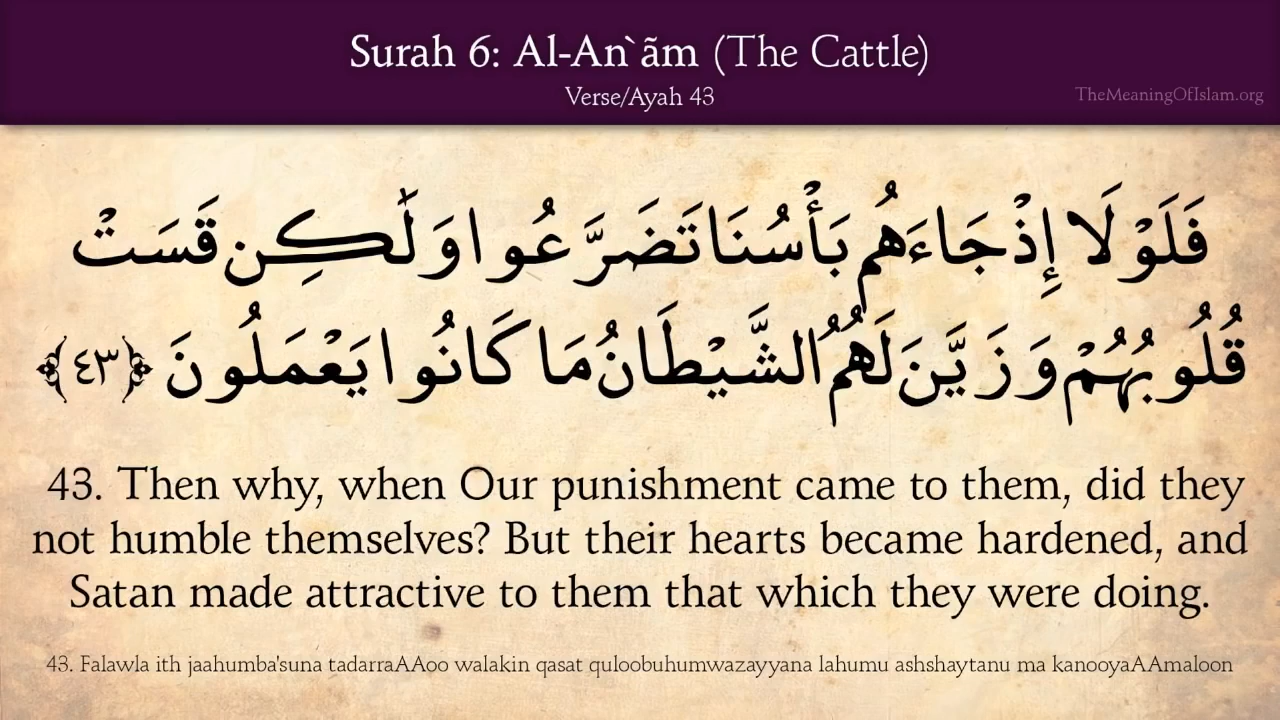 Surah 6: Al-An`ãm (The Cattle)
Verse/Ayah 43
TheMeaningOfIslam.org
فَلَوْلَا إِذْ جَاءَهُم بَأْسُنَا تَضَرَّعُوا وَلَٰكِن قَسَتْ
قُلُوبُهُمْ وَزَيَّنَ لَهُمُ الشَّيْطَانُ مَا كَانُوا يَعْمَلُونَ ﴿٤٣﴾
43. Then why, when Our punishment came to them, did they
not humble themselves? But their hearts became hardened, and
Satan made attractive to them that which they were doing.
43. Falawla ith jaahumba'suna tadarraAAoo walakin qasat quloobuhumwazayyana lahumu ashshaytanu ma kanooyaAAmaloon